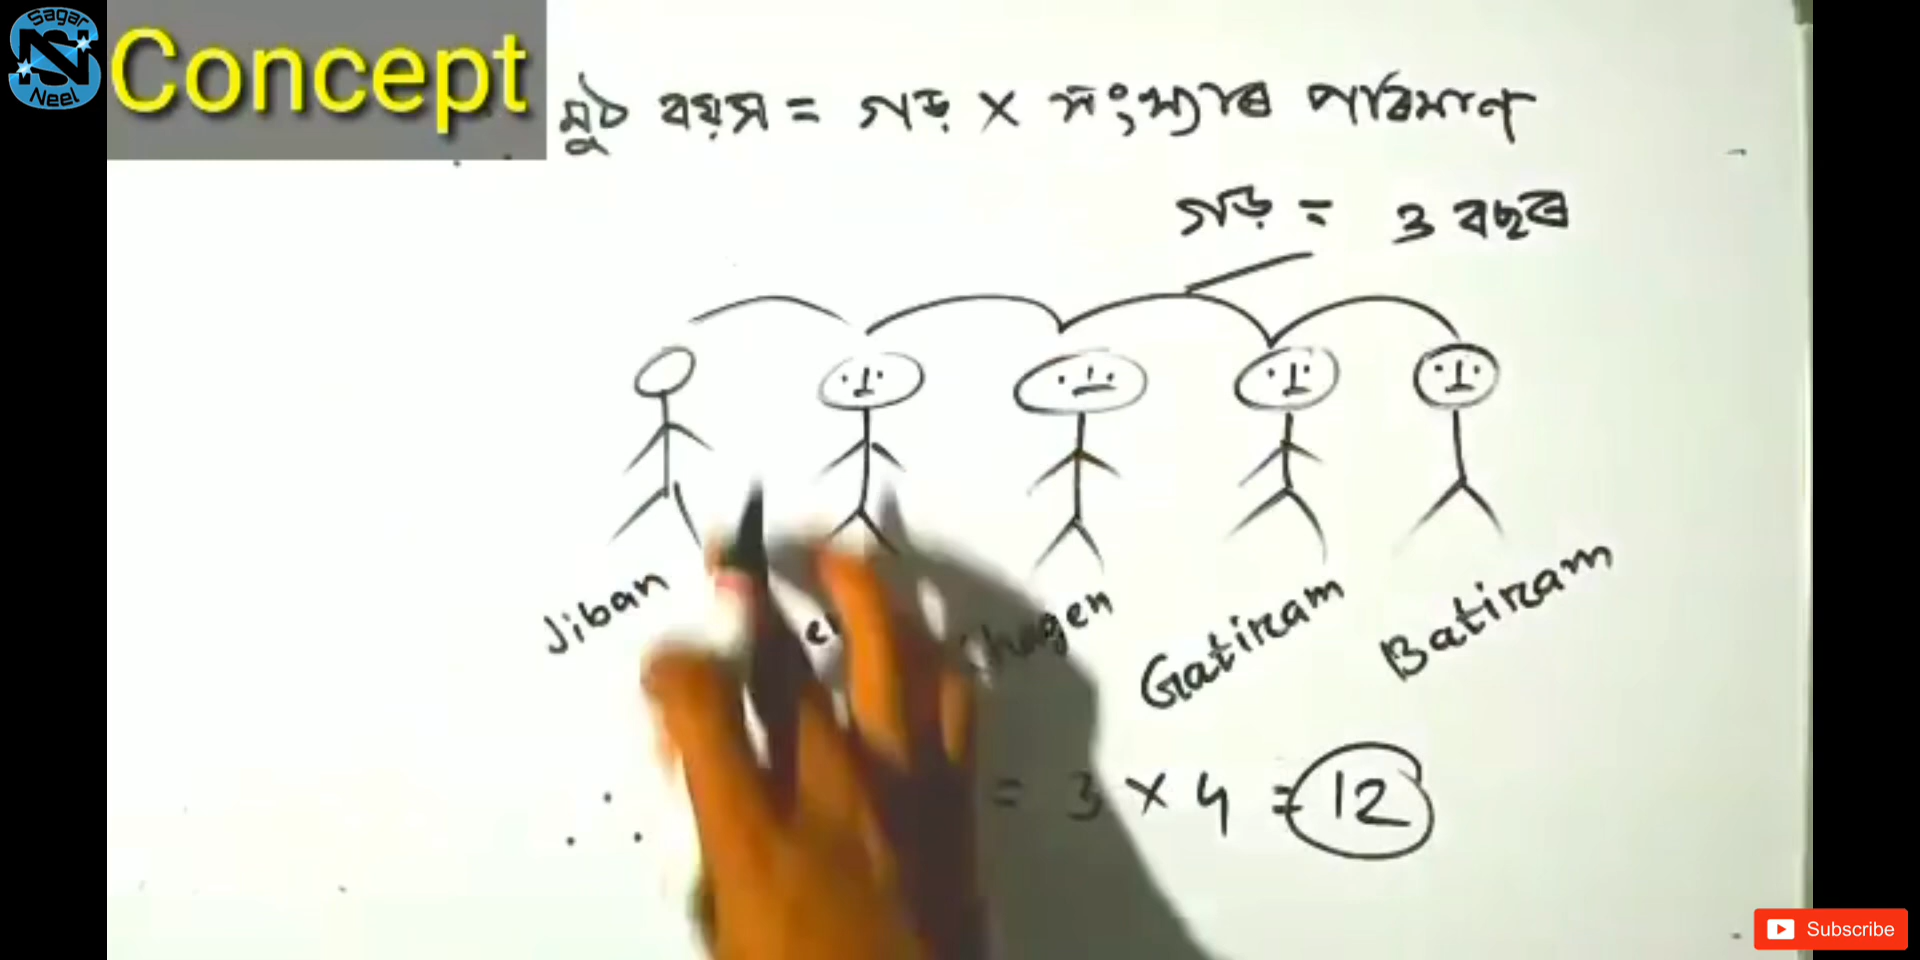 Sagar
Neel
Concept
মুঠ বয়স = গড় × সংখ্যাৰ পৰিমাণ
গড় = 3 বছৰ
Jiban
Gatiram
Batiram
= 3 × 4 = 12
Subscribe